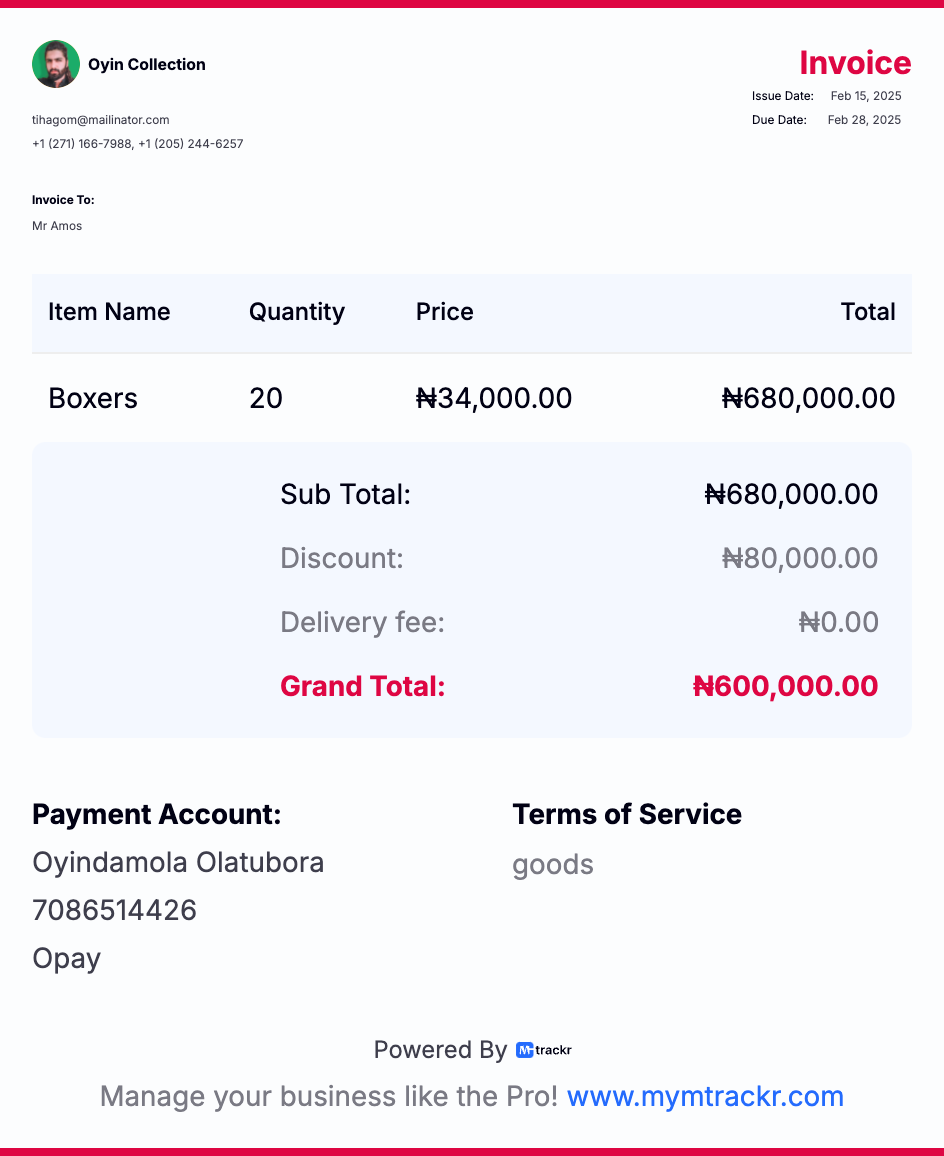 Oyin Collection
Invoice
Issue Date: Feb 15, 2025
Due Date: Feb 28, 2025
tihagom@mailinator.com
+1 (271) 166-7988, +1 (205) 244-6257
Invoice To:
Mr Amos
Item Name Quantity Price Total
Boxers 20 ₦34,000.00 ₦680,000.00
Sub Total: ₦680,000.00
Discount: ₦80,000.00
Delivery fee: ₦0.00
Grand Total: ₦600,000.00
Payment Account:
Oyindamola Olatubora
7086514426
Opay
Terms of Service
goods
Powered By M trackr
Manage your business like the Pro! www.mymtrackr.com